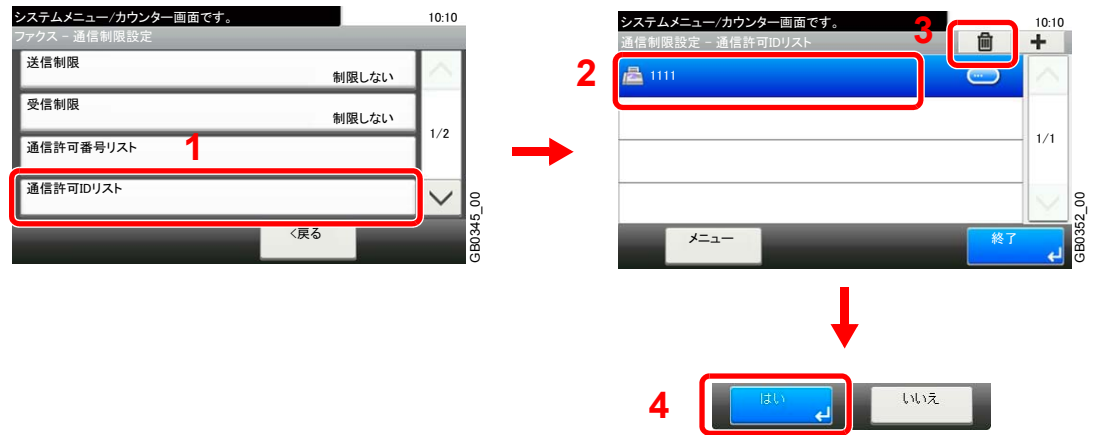 システムメニュー/カウンター画面です。
10:10
ファクス - 通信制限設定
送信制限
制限しない
受信制限
制限しない
通信許可番号リスト
1
通信許可IDリスト
1/2
<戻る
GB0345_00
システムメニュー/カウンター画面です。
10:10
通信制限設定 - 通信許可IDリスト
3
2
1111
1/1
メニュー
終了
GB0352_00
4
はい
いいえ